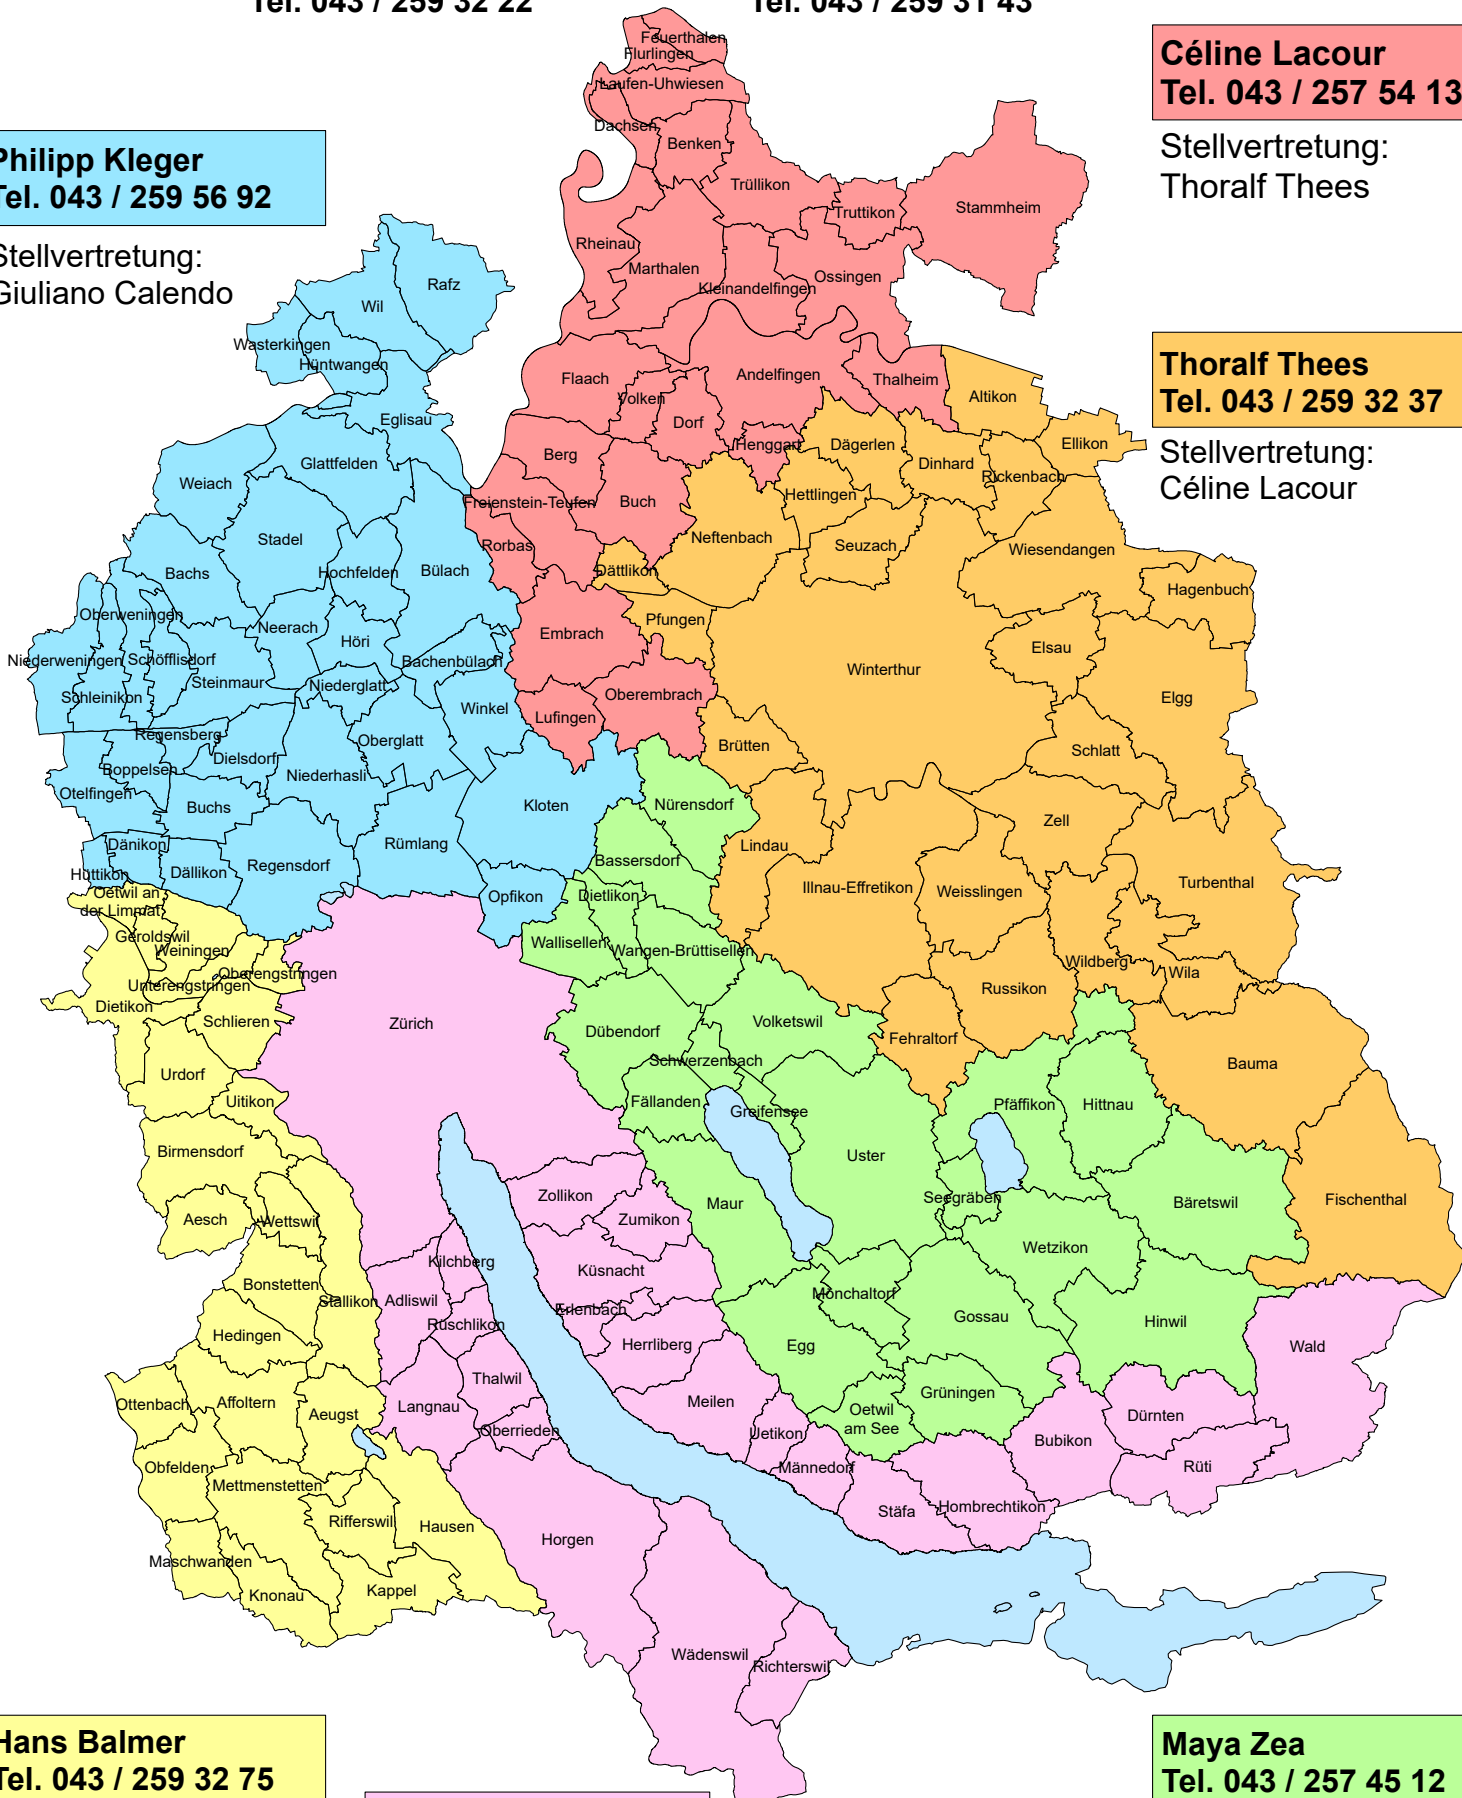 Tel. 043 / 259 32 22
Tel. 043 / 259 31 43
Céline Lacour
Tel. 043 / 257 54 13
Stellvertretung:
Thoralf Thees
Philipp Kleger
Tel. 043 / 259 56 92
Stellvertretung:
Giuliano Calendo
Thoralf Thees
Tel. 043 / 259 32 37
Stellvertretung:
Céline Lacour
Feuerthalen
Flurlingen
Laufen-Uhwiesen
Dachsen
Benken
Trüllikon
Truttikon
Stammheim
Rheinau
Marthalen
Kleinandelfingen
Ossingen
Rafz
Wil
Wasterkingen
Hüntwangen
Flaach
Volken
Dorf
Andelfingen
Thalheim
Altikon
Eglisau
Henggart
Dägerlen
Ellikon
Glattfelden
Berg
Dinhard
Rickenbach
Weiach
Freienstein-Teufen
Buch
Hettlingen
Stadel
Rorbas
Neftenbach
Seuzach
Wiesendangen
Bachs
Hochfelden
Bülach
Dättlikon
Hagenbuch
Oberweningen
Neerach
Höri
Embrach
Pfungen
Elsau
Niederweningen
Schöfflisdorf
Bachenbülach
Winterthur
Schleinikon
Steinmaur
Niederglatt
Winkel
Lufingen
Oberembrach
Elgg
Regensberg
Dielsdorf
Oberglatt
Brütten
Schlatt
Boppelsen
Niederhasli
Otelfingen
Buchs
Kloten
Nürensdorf
Zell
Dänikon
Rümlang
Lindau
Hüttikon
Dällikon
Regensdorf
Bassersdorf
Illnau-Effretikon
Weisslingen
Turbenthal
Oetwil an
der Limmat
Opfikon
Dietlikon
Geroldswil
Weiningen
Wallisellen
Wangen-Brüttisellen
Oberengstringen
Unterengstringen
Wildberg
Wila
Dietikon
Schlieren
Zürich
Dübendorf
Volketswil
Russikon
Fehraltorf
Urdorf
Schwerzenbach
Bauma
Uitikon
Fällanden
Greifensee
Pfäffikon
Hittnau
Birmensdorf
Uster
Aesch
Wettswil
Zollikon
Zumikon
Maur
Seegräben
Bäretswil
Fischenthal
Wetzikon
Bonstetten
Kilchberg
Küsnacht
Stallikon
Adliswil
Erlenbach
Mönchaltorf
Hedingen
Rüschlikon
Herrliberg
Egg
Gossau
Hinwil
Wald
Ottenbach
Affoltern
Aeugst
Langnau
Thalwil
Meilen
Grüningen
Oetwil
am See
Dürnten
Oberrieden
Uetikon
Bubikon
Obfelden
Männedorf
Rüti
Mettmenstetten
Stäfa
Hombrechtikon
Rifferswil
Hausen
Horgen
Maschwanden
Knonau
Kappel
Wädenswil
Richterswil
Hans Balmer
Tel. 043 / 259 32 75
Maya Zea
Tel. 043 / 257 45 12